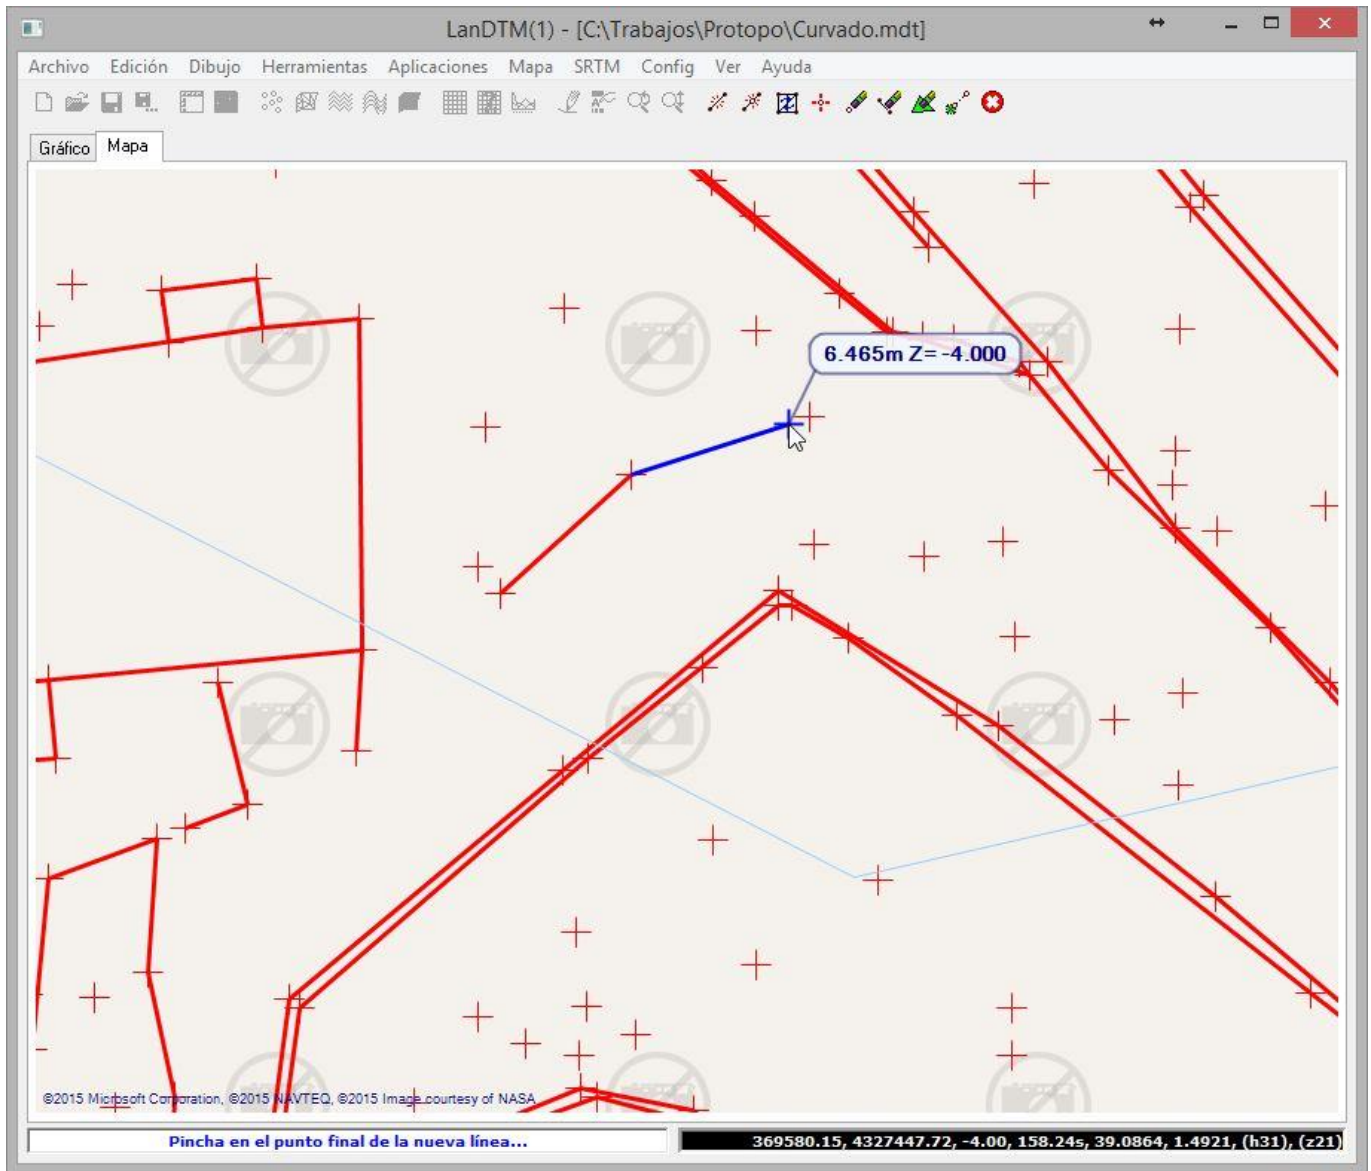 LanDTM(1) - [C:\Trabajos\Protopo\Curvado.mdt]
Archivo Edición Dibujo Herramientas Aplicaciones Mapa SRTM Config Ver Ayuda
Gráfico Mapa
6.465m Z= -4.000
©2015 Microsoft Corporation, ©2015 NAVTEQ, ©2015 Image courtesy of NASA
Pincha en el punto final de la nueva línea...
369580.15, 4327447.72, -4.00, 158.24s, 39.0864, 1.4921, (h31), (z21)